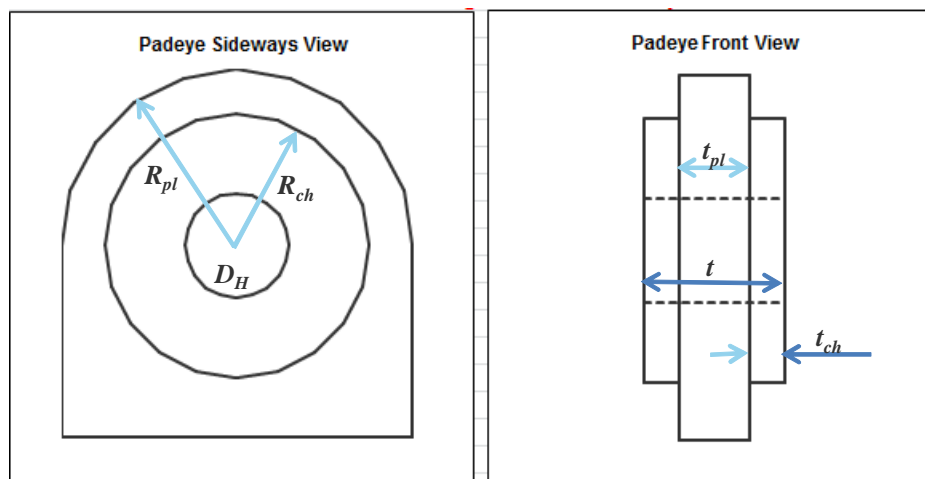 Padeye Sideways View
R_pl
R_ch
D_H
Padeye Front View
t_pl
t
t_ch